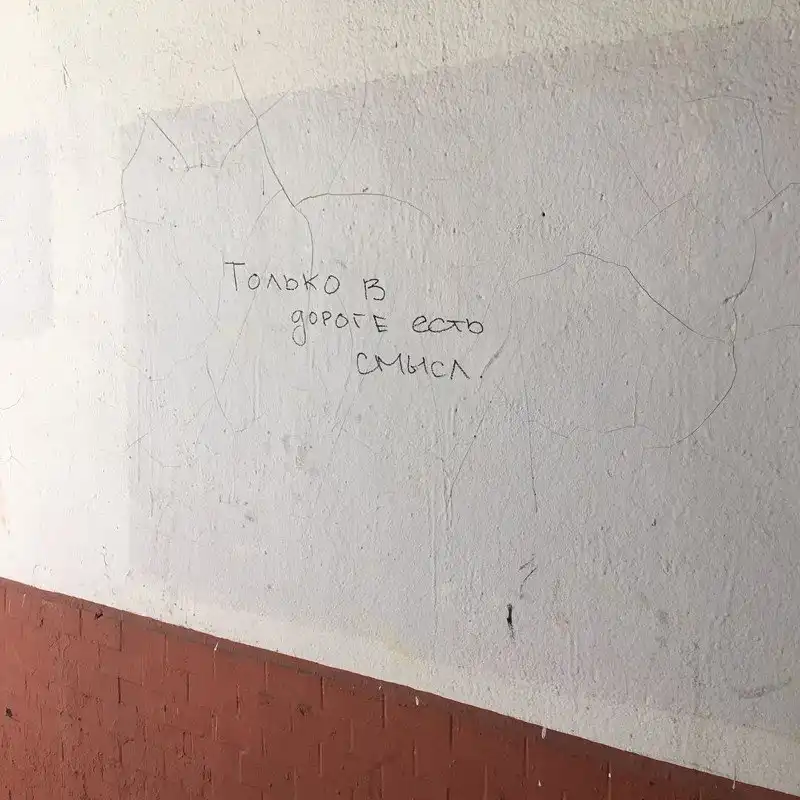 Только в
дороге есть
смысл!